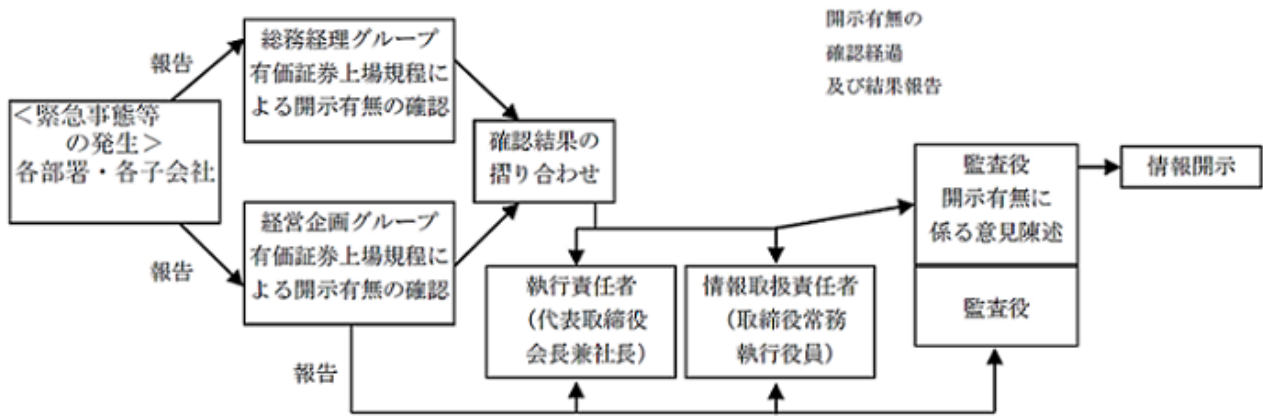 開示有無の
確認経過
及び結果報告
報告
総務経理グループ
有価証券上場規程に
よる開示有無の確認
＜緊急事態等
の発生＞
各部署・各子会社
確認結果の
摺り合わせ
監査役
開示有無に
係る意見陳述
情報開示
報告
経営企画グループ
有価証券上場規程に
よる開示有無の確認
執行責任者
（代表取締役
会長兼社長）
情報取扱責任者
（取締役常務
執行役員）
監査役
報告